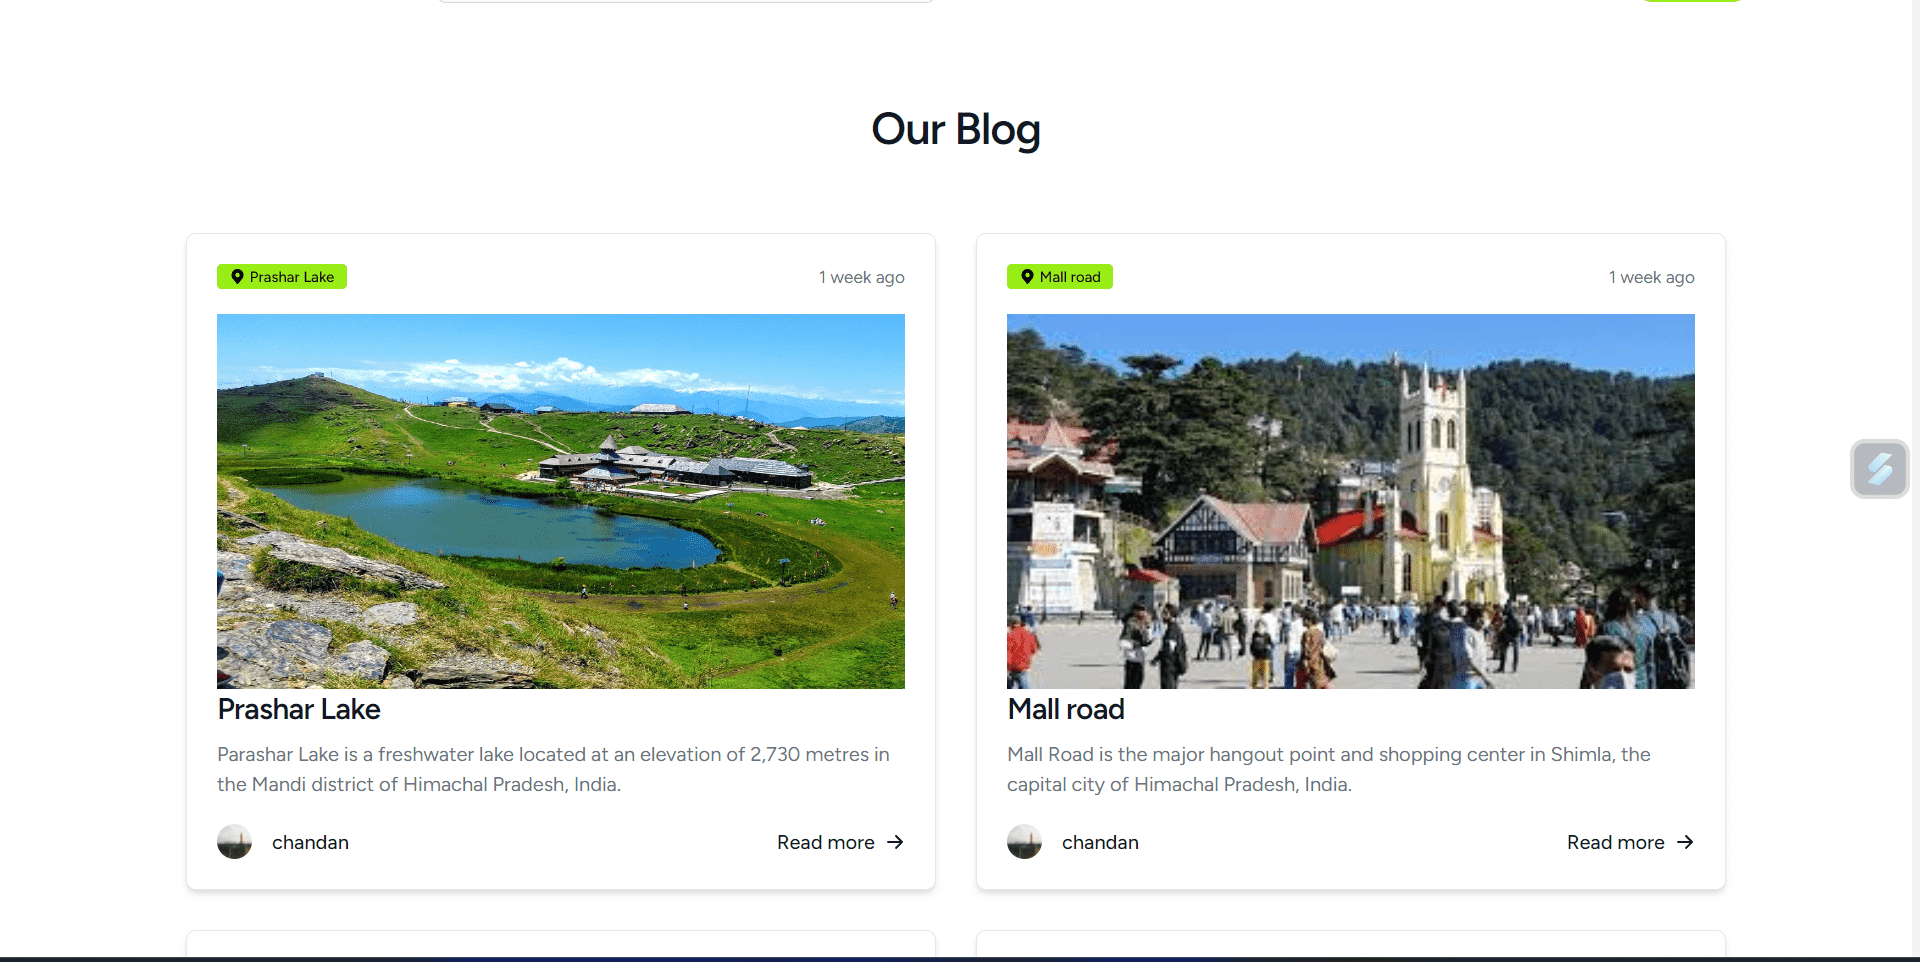 Our Blog
Prashar Lake
1 week ago
Prashar Lake
Parashar Lake is a freshwater lake located at an elevation of 2,730 metres in
the Mandi district of Himachal Pradesh, India.
chandan
Read more
Mall road
1 week ago
Mall road
Mall Road is the major hangout point and shopping center in Shimla, the
capital city of Himachal Pradesh, India.
chandan
Read more